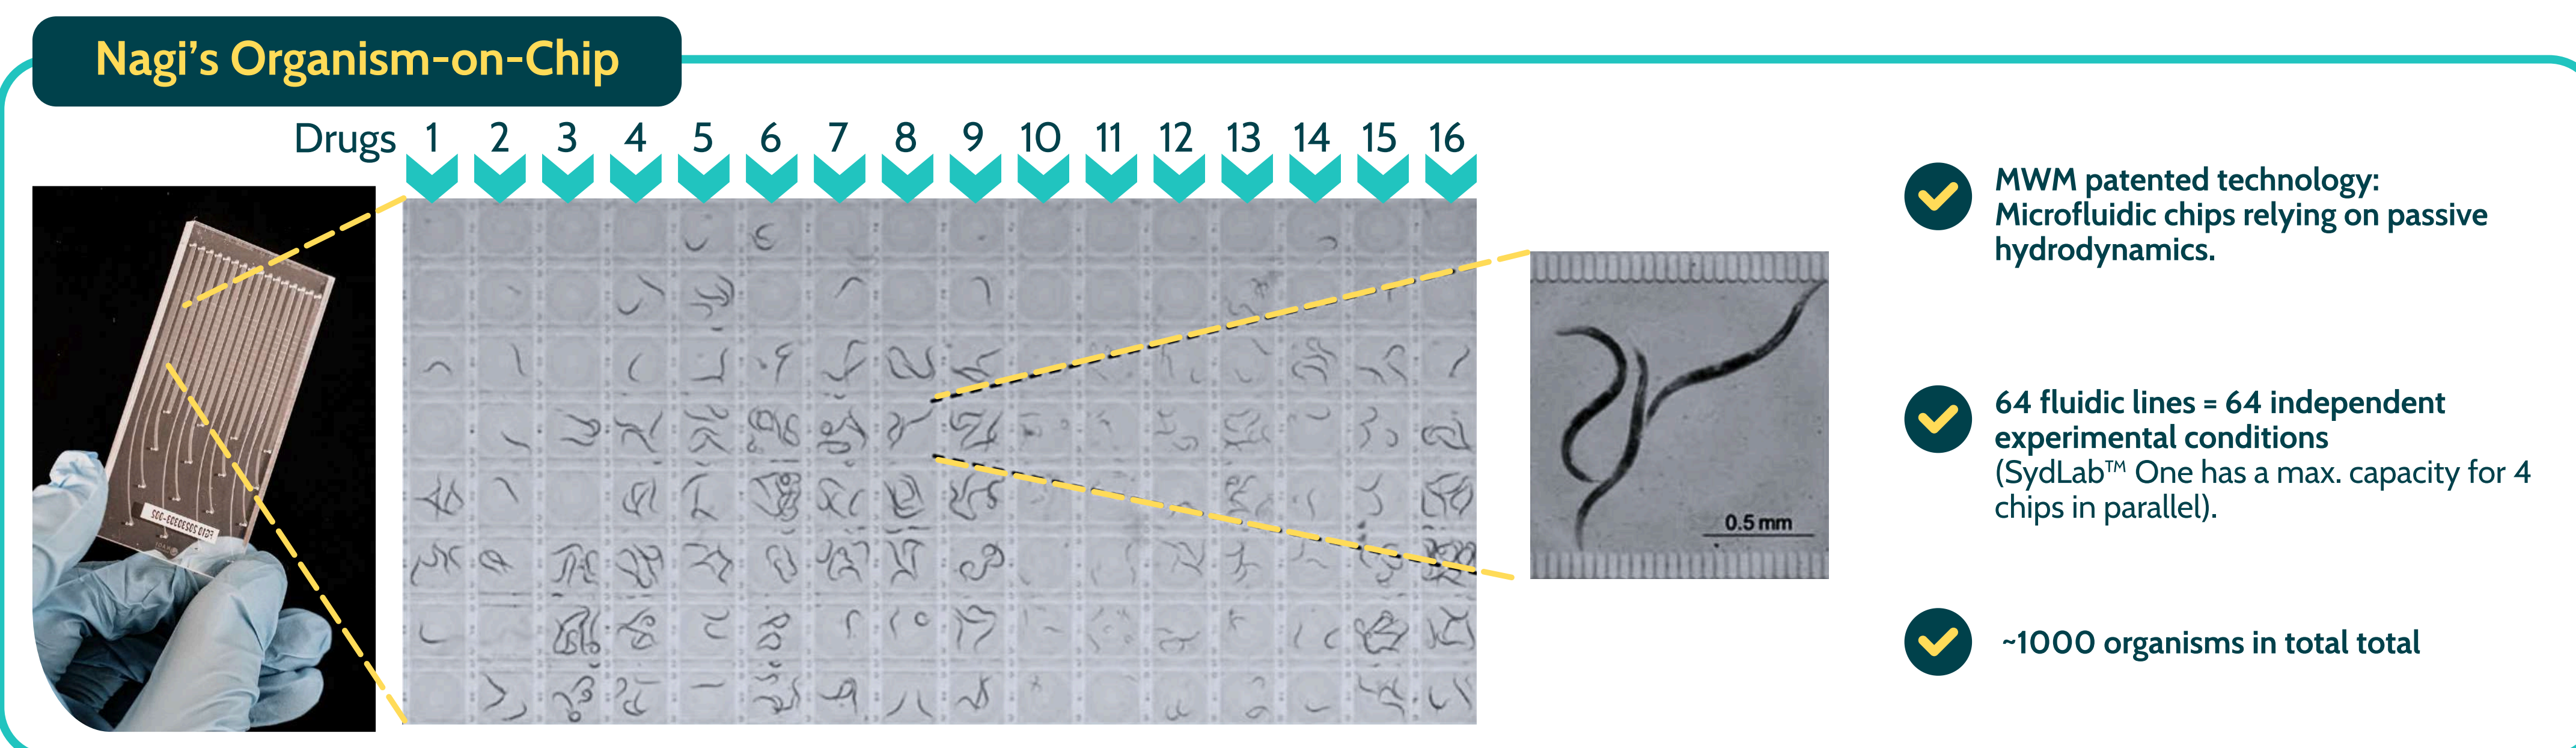 Nagi's Organism-on-Chip
Drugs 1 2 3 4 5 6 7 8 9 10 11 12 13 14 15 16
0.5 mm
MWM patented technology:
Microfluidic chips relying on passive
hydrodynamics.
64 fluidic lines = 64 independent
experimental conditions
(SydLab™ One has a max. capacity for 4
chips in parallel).
~1000 organisms in total total